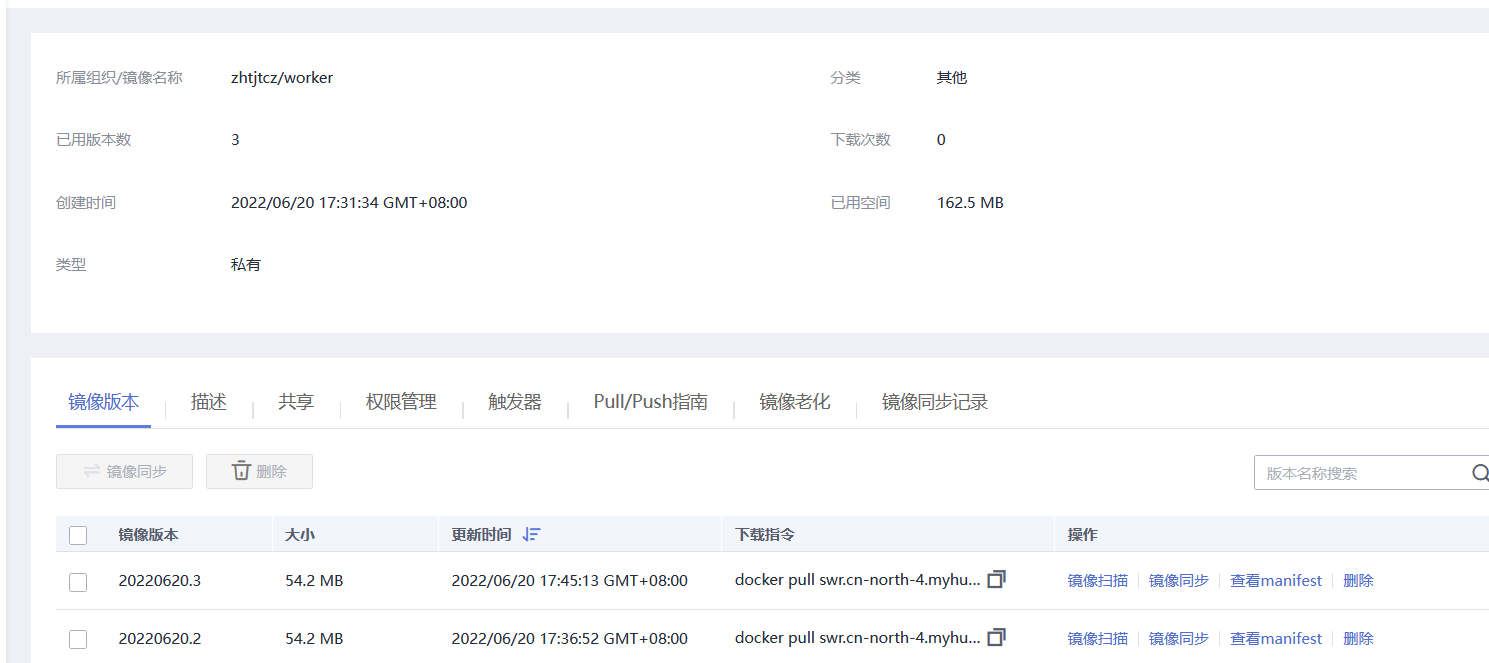 所属组织/镜像名称 zhtjtcz/worker 分类 其他
已用版本数 3 下载次数 0
创建时间 2022/06/20 17:31:34 GMT+08:00 已用空间 162.5 MB
类型 私有
镜像版本 描述 共享 权限管理 触发器 Pull/Push指南 镜像老化 镜像同步记录
镜像同步 删除 版本名称搜索
镜像版本 大小 更新时间 下载指令 操作
20220620.3 54.2 MB 2022/06/20 17:45:13 GMT+08:00 docker pull swr.cn-north-4.myhu... 镜像扫描 镜像同步 查看manifest 删除
20220620.2 54.2 MB 2022/06/20 17:36:52 GMT+08:00 docker pull swr.cn-north-4.myhu... 镜像扫描 镜像同步 查看manifest 删除